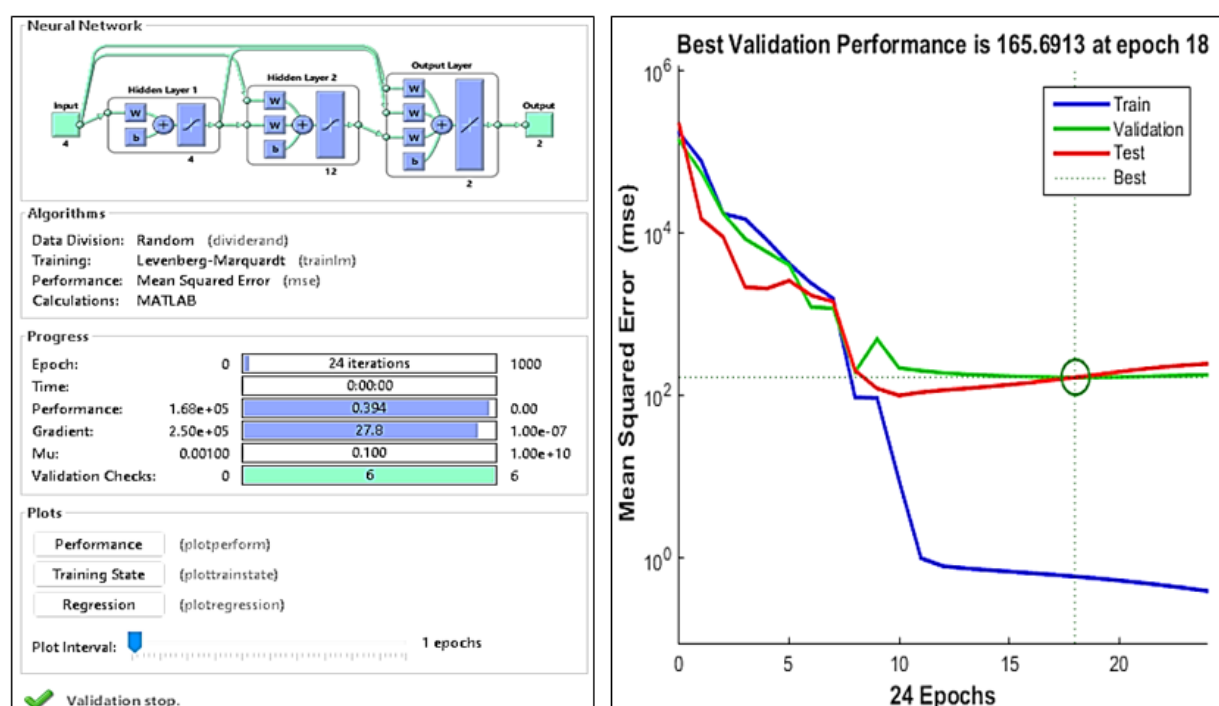 Neural Network
Hidden Layer 1
Hidden Layer 2
Output Layer
Input
Output
W
b
W
W
b
W
W
W
b
4
4
12
2
2
Algorithms
Data Division: Random (dividerand)
Training: Levenberg-Marquardt (trainlm)
Performance: Mean Squared Error (mse)
Calculations: MATLAB
Progress
Epoch: 0 24 iterations 1000
Time: 0:00:00
Performance: 1.68e+05 0.394 0.00
Gradient: 2.50e+05 27.8 1.00e-07
Mu: 0.00100 0.100 1.00e+10
Validation Checks: 0 6 6
Plots
Performance (plotperform)
Training State (plottrainstate)
Regression (plotregression)
Plot Interval: 1 epochs
Validation stop.
Best Validation Performance is 165.6913 at epoch 18
Train
Validation
Test
Best
Mean Squared Error (mse)
10^6
10^4
10^2
10^0
0 5 10 15 20
24 Epochs